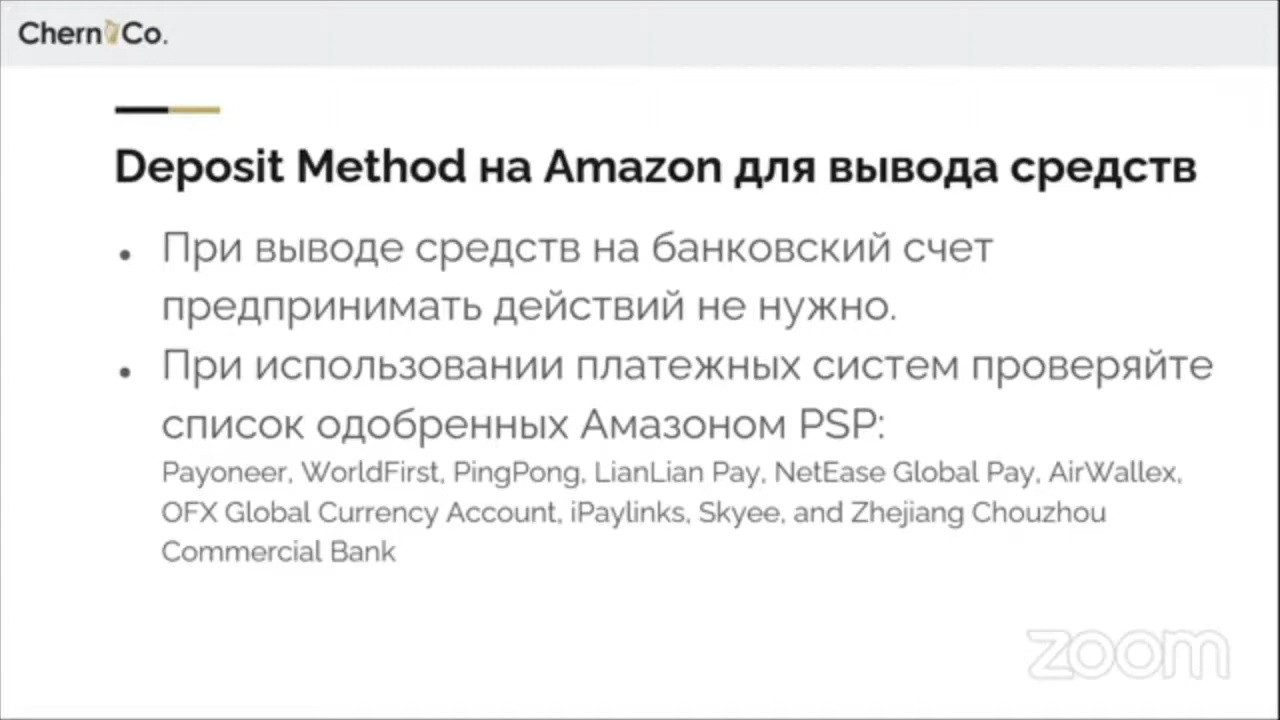 Chern Co.
Deposit Method на Amazon для вывода средств
• При выводе средств на банковский счет
предпринимать действий не нужно.
• При использовании платежных систем проверяйте
список одобренных Амазоном PSP:
Payoneer, WorldFirst, PingPong, LianLian Pay, NetEase Global Pay, AirWallex,
OFX Global Currency Account, iPaylinks, Skyee, and Zhejiang Chouzhou
Commercial Bank
zoom